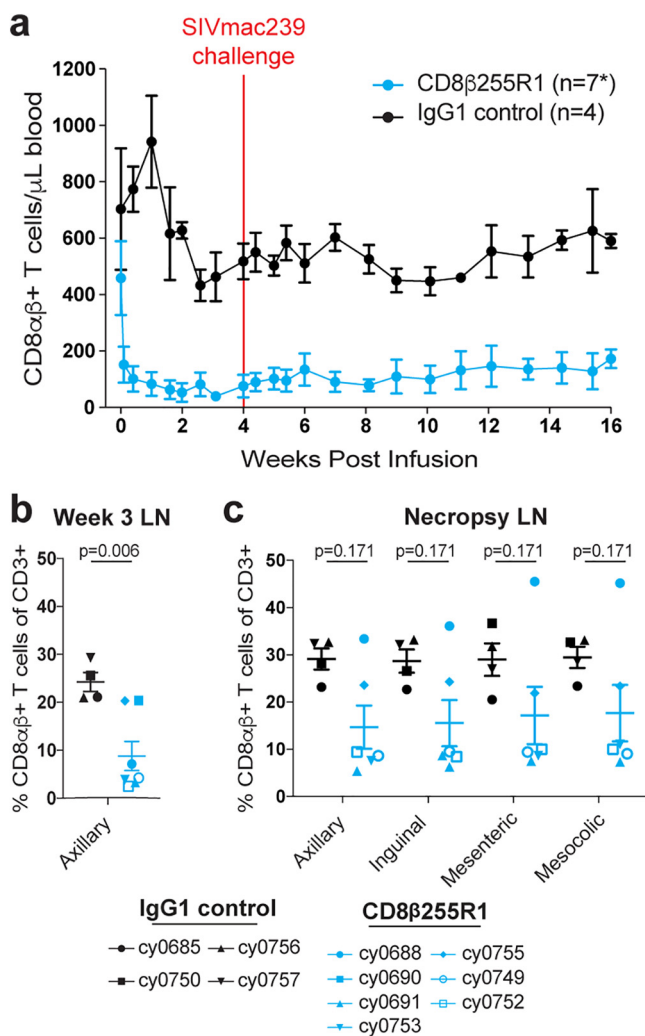 a
SIVmac239
challenge
CD8αβ+ T cells/μL blood
1200
1000
800
600
400
200
0
CD8β255R1 (n=7*)
IgG1 control (n=4)
0 2 4 6 8 10 12 14 16
Weeks Post Infusion
b
Week 3 LN
% CD8αβ+ T cells of CD3+
50
40
30
20
10
0
p=0.006
Axillary
c
Necropsy LN
% CD8αβ+ T cells of CD3+
50
40
30
20
10
0
p=0.171 p=0.171 p=0.171 p=0.171
Axillary
Inguinal
Mesenteric
Mesocolic
IgG1 control
cy0685 cy0756
cy0750 cy0757
CD8β255R1
cy0688 cy0755
cy0690 cy0749
cy0691 cy0752
cy0753